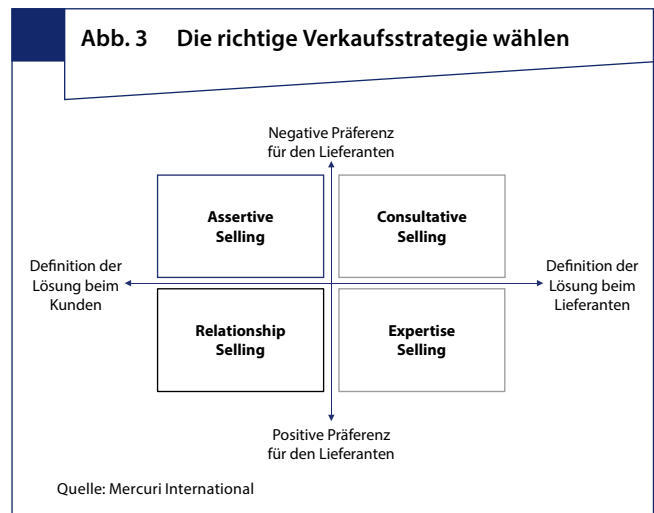 Abb. 3 Die richtige Verkaufsstrategie wählen
Negative Präferenz
für den Lieferanten
Assertive
Selling
Consultative
Selling
Definition der
Lösung beim
Kunden
Definition der
Lösung beim
Lieferanten
Relationship
Selling
Expertise
Selling
Positive Präferenz
für den Lieferanten
Quelle: Mercuri International